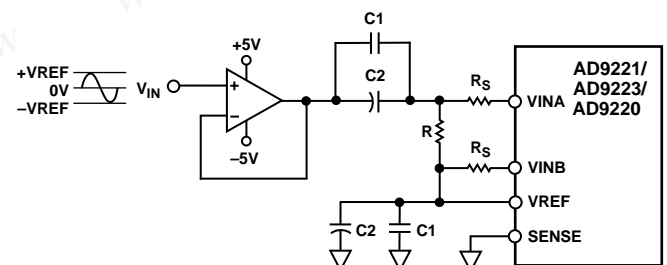 C1
+5V
C2
AD9221/
AD9223/
AD9220
+VREF
0V
–VREF
VIN
+
–
RS
VINA
R
RS
–5V
VINB
VREF
C2
C1
SENSE